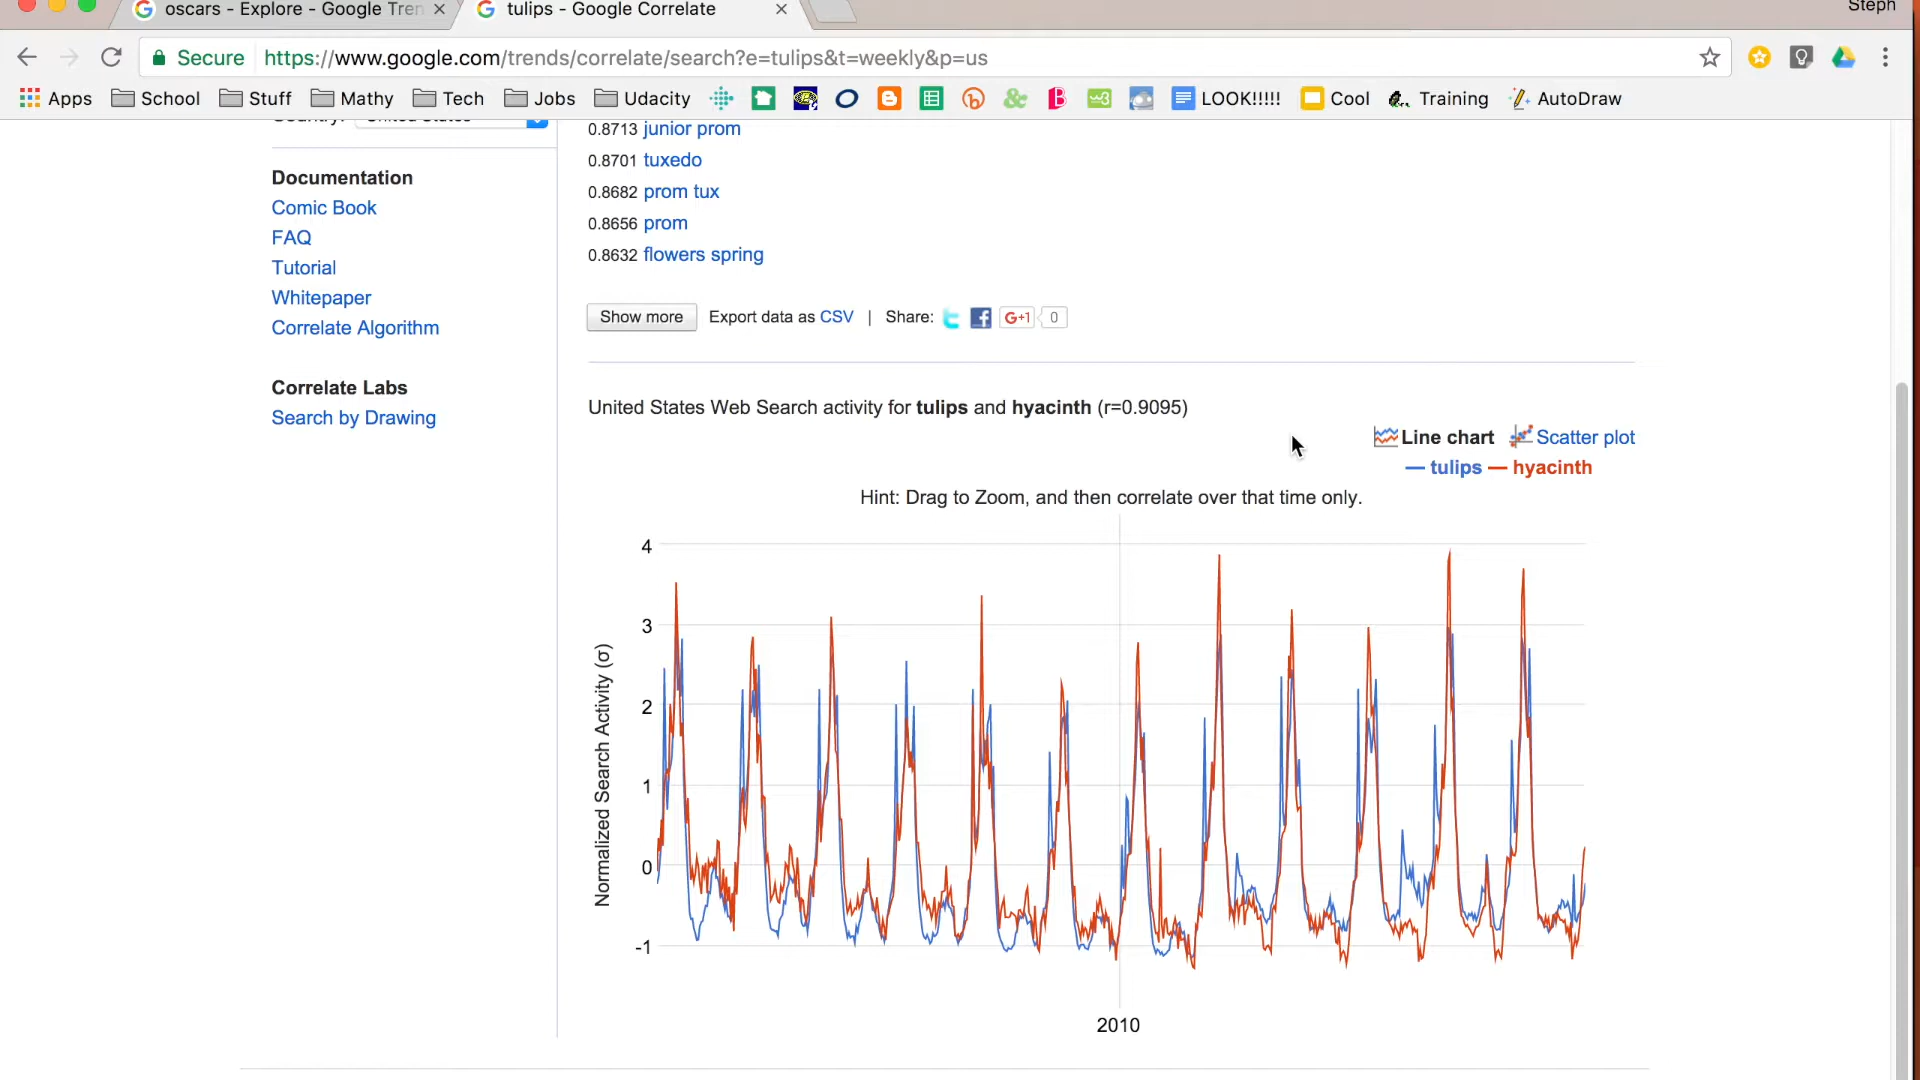 oscars - Explore - Google Tren
tulips - Google Correlate
Steph
Secure https://www.google.com/trends/correlate/search?e=tulips&t=weekly&p=us
Apps School Stuff Mathy Tech Jobs Udacity LOOK!!!!! Cool Training AutoDraw
Country: United States
Documentation
Comic Book
FAQ
Tutorial
Whitepaper
Correlate Algorithm
Correlate Labs
Search by Drawing
0.8713 junior prom
0.8701 tuxedo
0.8682 prom tux
0.8656 prom
0.8632 flowers spring
Show more Export data as CSV | Share: G+1 0
United States Web Search activity for tulips and hyacinth (r=0.9095)
Line chart Scatter plot
tulips hyacinth
Hint: Drag to Zoom, and then correlate over that time only.
Normalized Search Activity (σ)
4
3
2
1
0
-1
2010